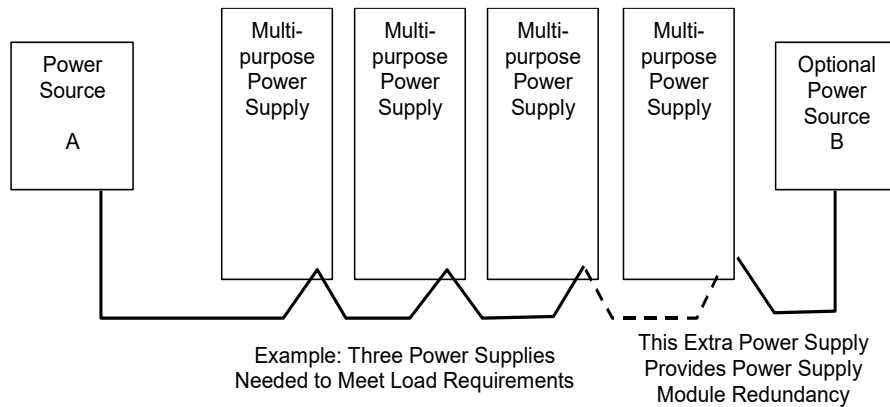 Power
Source
A
Multi-
purpose
Power
Supply
Multi-
purpose
Power
Supply
Multi-
purpose
Power
Supply
Multi-
purpose
Power
Supply
Optional
Power
Source
B
Example: Three Power Supplies
Needed to Meet Load Requirements
This Extra Power Supply
Provides Power Supply
Module Redundancy